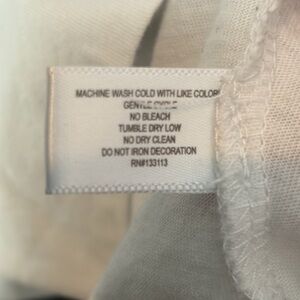 MACHINE WASH COLD WITH LIKE COLOR
GENTLE CYCLE
NO BLEACH
TUMBLE DRY LOW
NO DRY CLEAN
DO NOT IRON DECORATION
RN#133113